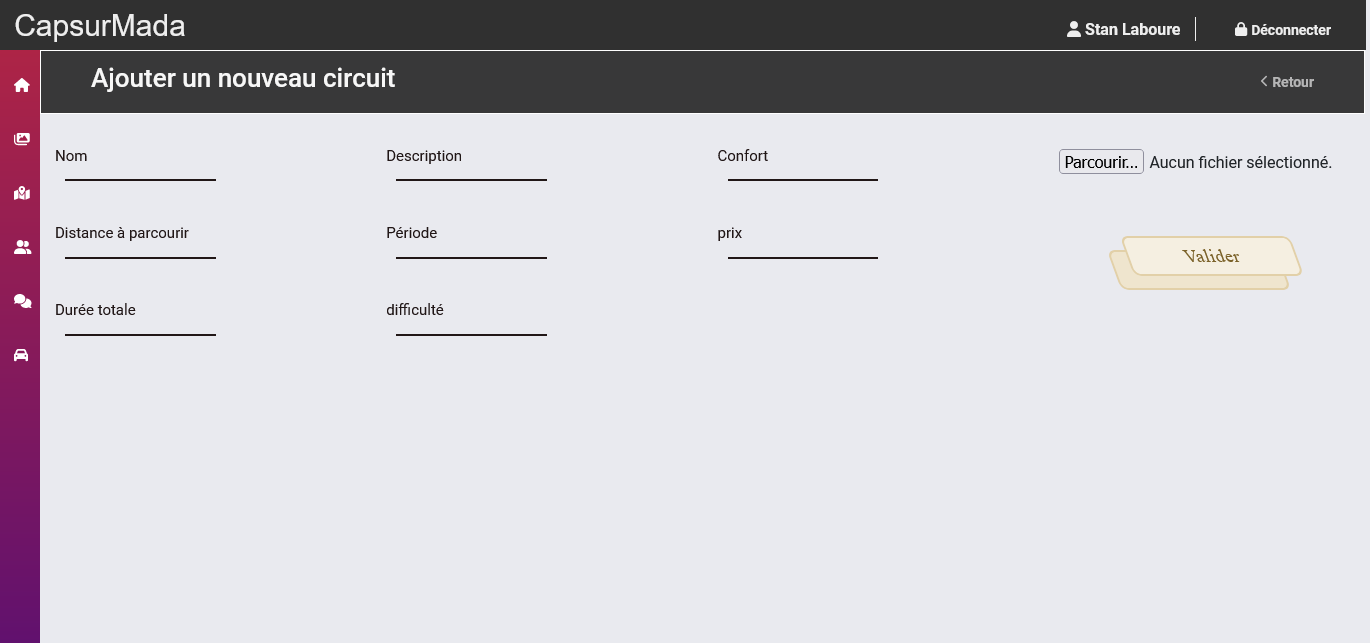 CapsurMada
Stan Laboure
Déconnecter
Ajouter un nouveau circuit
Retour
Nom
Description
Confort
Parcourir... Aucun fichier sélectionné.
Distance à parcourir
Période
prix
Valider
Durée totale
difficulté